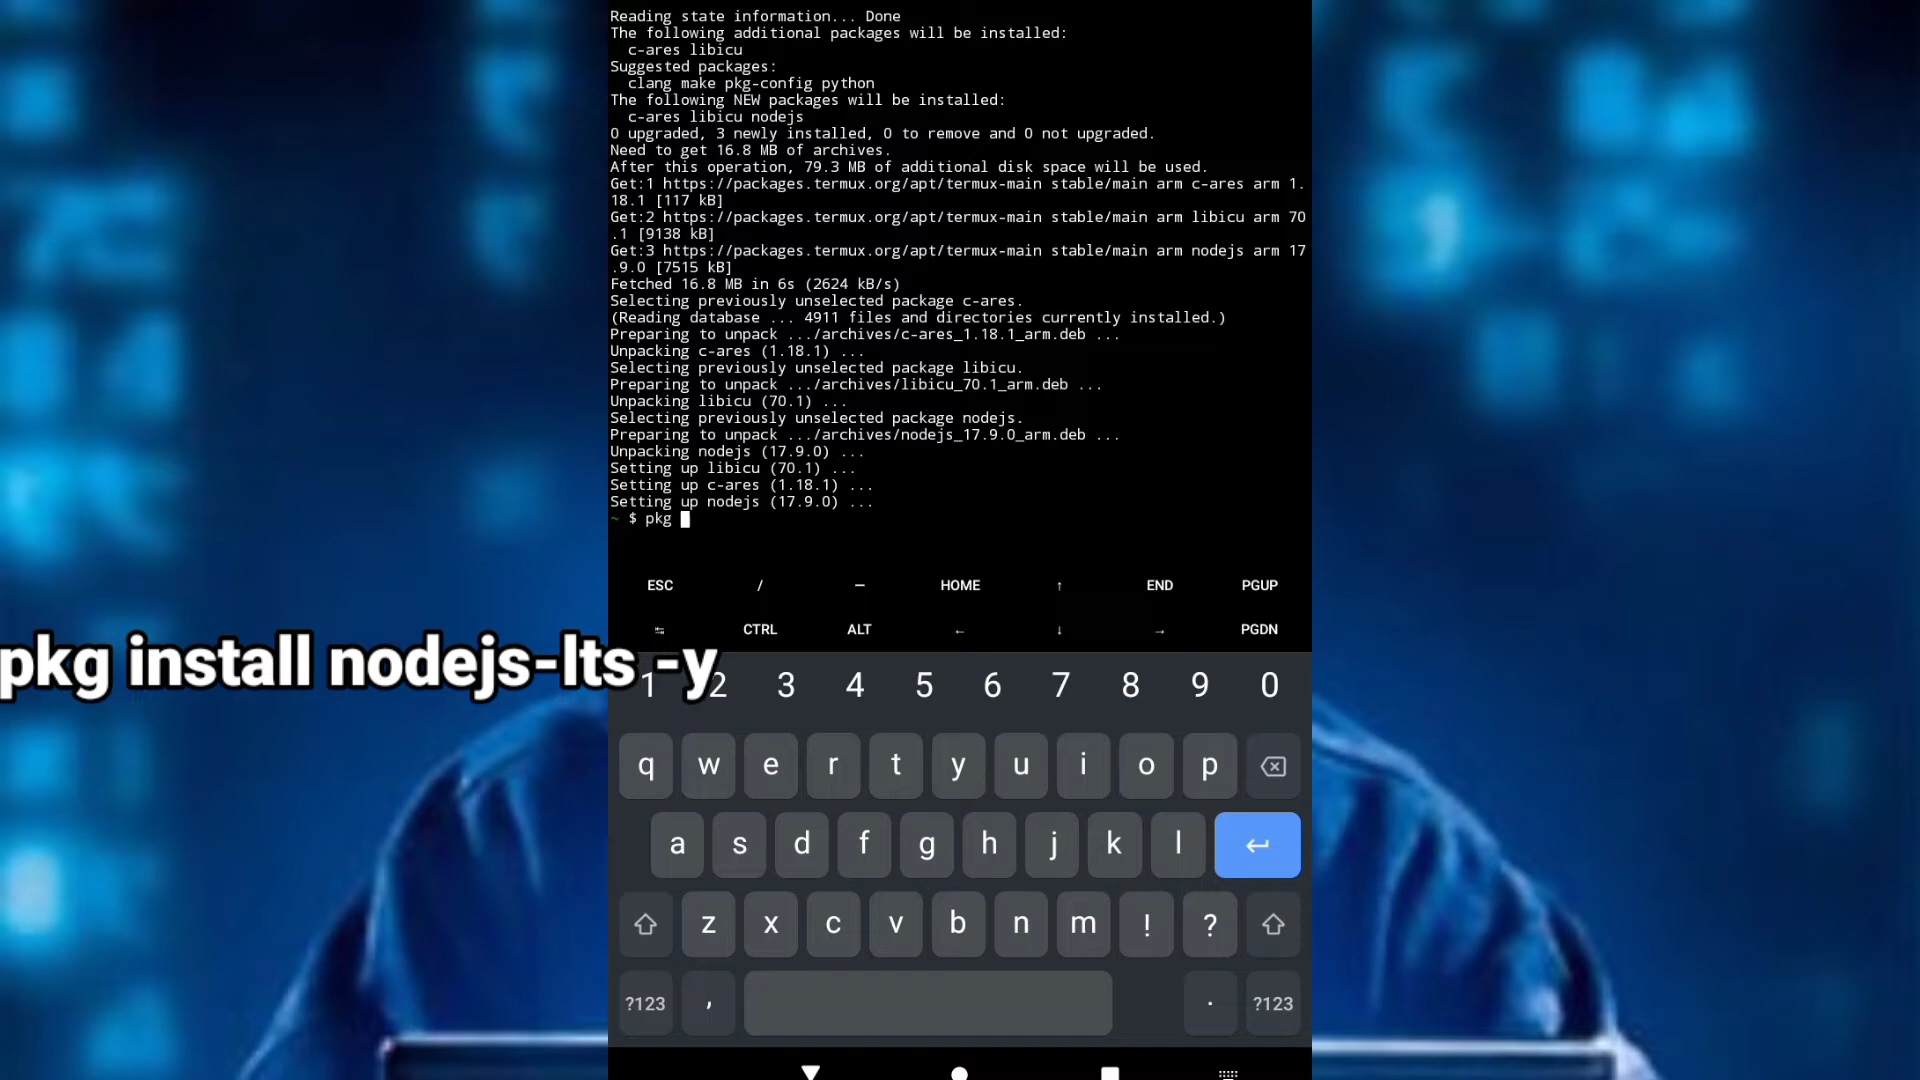 Reading state information... Done
The following additional packages will be installed:
c-ares libicu
Suggested packages:
clang make pkg-config python
The following NEW packages will be installed:
c-ares libicu nodejs
0 upgraded, 3 newly installed, 0 to remove and 0 not upgraded.
Need to get 16.8 MB of archives.
After this operation, 79.3 MB of additional disk space will be used.
Get:1 https://packages.termux.org/apt/termux-main stable/main arm c-ares arm 1.
18.1 [117 kB]
Get:2 https://packages.termux.org/apt/termux-main stable/main arm libicu arm 70
.1 [9138 kB]
Get:3 https://packages.termux.org/apt/termux-main stable/main arm nodejs arm 17
.9.0 [7515 kB]
Fetched 16.8 MB in 6s (2624 kB/s)
Selecting previously unselected package c-ares.
(Reading database ... 4911 files and directories currently installed.)
Preparing to unpack .../archives/c-ares_1.18.1_arm.deb ...
Unpacking c-ares (1.18.1) ...
Selecting previously unselected package libicu.
Preparing to unpack .../archives/libicu_70.1_arm.deb ...
Unpacking libicu (70.1) ...
Selecting previously unselected package nodejs.
Preparing to unpack .../archives/nodejs_17.9.0_arm.deb ...
Unpacking nodejs (17.9.0) ...
Setting up libicu (70.1) ...
Setting up c-ares (1.18.1) ...
Setting up nodejs (17.9.0) ...
~ $ pkg
ESC / — HOME ↑ END PGUP
↹ CTRL ALT ← ↓ → PGDN
pkg install nodejs-lts -y
1 2 3 4 5 6 7 8 9 0
q w e r t y u i o p
a s d f g h j k l
z x c v b n m ! ?
?123 , . ?123